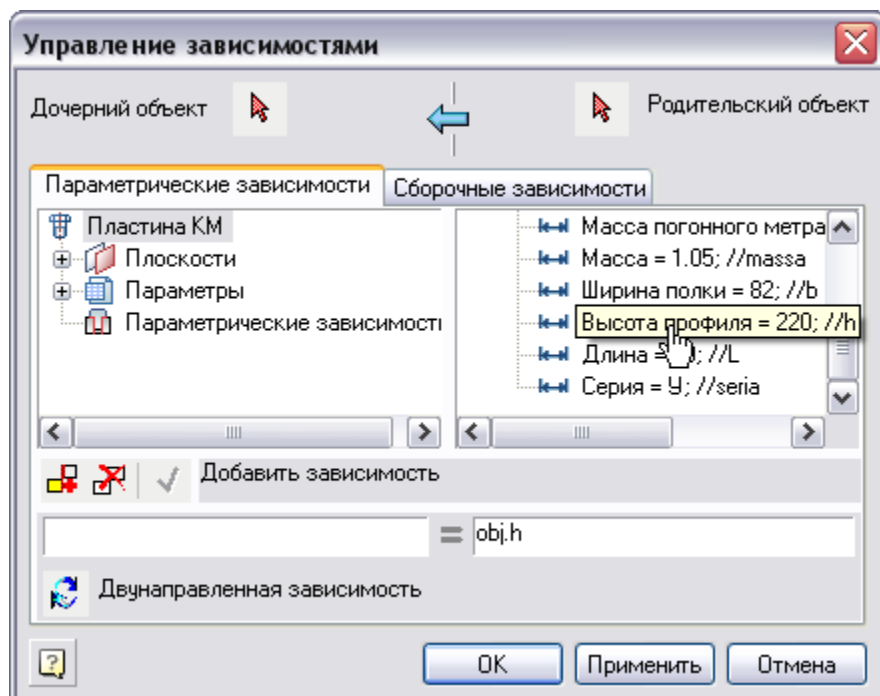 Управление зависимостями
Дочерний объект
Родительский объект
Параметрические зависимости
Сборочные зависимости
Пластина КМ
Плоскости
Параметры
Параметрические зависимост
Масса погонного метра
Масса = 1.05; //massa
Ширина полки = 82; //b
Высота профиля = 220; //h
Длина = ; //L
Серия = У; //seria
Добавить зависимость
= obj.h
Двунаправленная зависимость
?
OK
Применить
Отмена